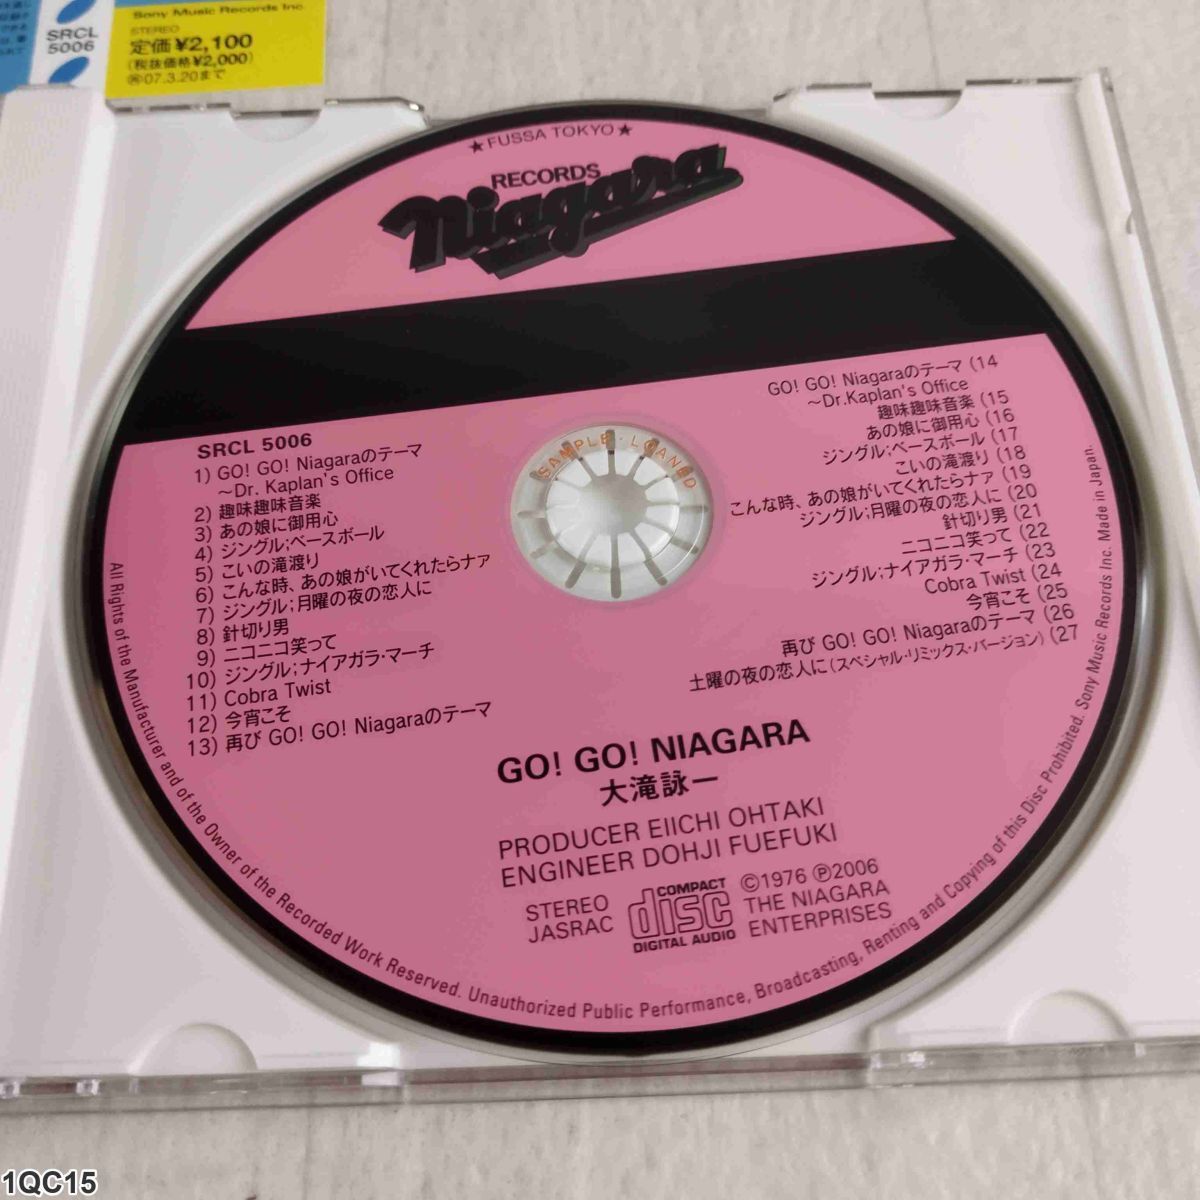 Sony Music Records Inc.
STEREO
SRCL
5006
定価¥2,100
(税抜価格¥2,000)
㋹07.3.20まで
★FUSSA TOKYO★
RECORDS
Niagara
SRCL 5006
1) GO! GO! Niagaraのテーマ
～Dr. Kaplan's Office
2) 趣味趣味音楽
3) あの娘に御用心
4) ジングル;ベースボール
5) こいの滝渡り
6) こんな時、あの娘がいてくれたらナァ
7) ジングル;月曜の夜の恋人に
8) 針切り男
9) ニコニコ笑って
10) ジングル;ナイアガラ・マーチ
11) Cobra Twist
12) 今宵こそ
13) 再び GO! GO! Niagaraのテーマ
GO! GO! Niagaraのテーマ (14
～Dr.Kaplan's Office
趣味趣味音楽 (15
あの娘に御用心 (16
ジングル;ベースボール (17
こいの滝渡り (18
こんな時、あの娘がいてくれたらナァ (19
ジングル;月曜の夜の恋人に (20
針切り男 (21
ニコニコ笑って (22
ジングル;ナイアガラ・マーチ (23
Cobra Twist (24
今宵こそ (25
再び GO! GO! Niagaraのテーマ (26
土曜の夜の恋人に(スペシャル・リミックス・バージョン) (27
SAMPLE・LOANED
GO! GO! NIAGARA
大滝詠一
PRODUCER EIICHI OHTAKI
ENGINEER DOHJI FUEFUKI
STEREO
JASRAC
COMPACT
disc
DIGITAL AUDIO
©1976 ℗2006
THE NIAGARA
ENTERPRISES
All Rights of the Manufacturer and of the Owner of the Recorded Work Reserved. Unauthorized Public Performance, Broadcasting, Renting and Copying of this Disc Prohibited. Sony Music Records Inc. Made in Japan.
1QC15